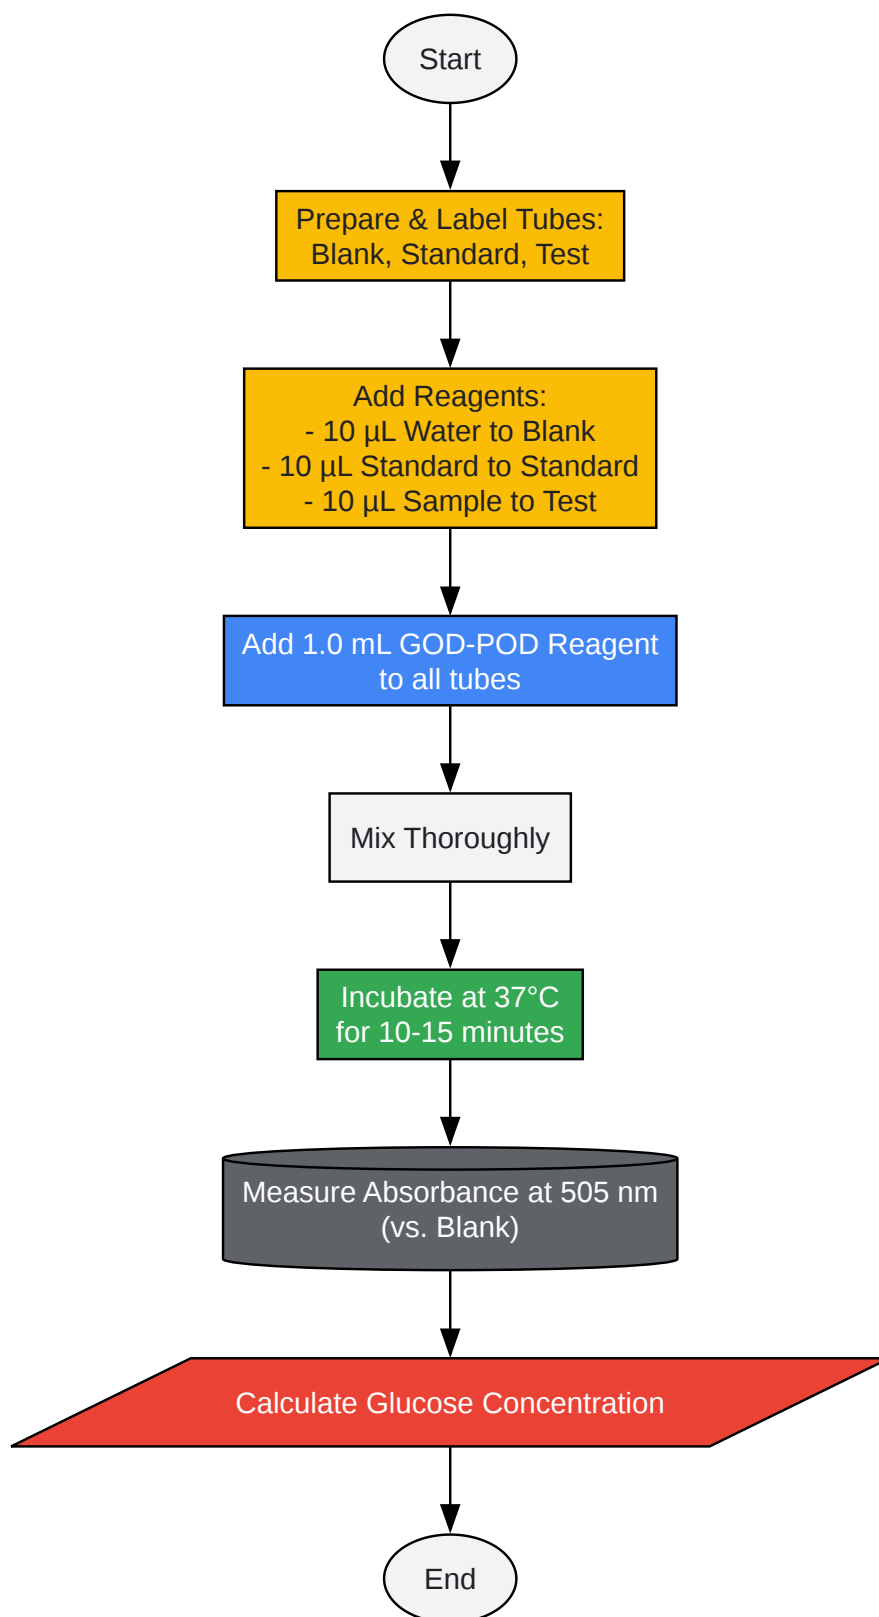 Start
Prepare & Label Tubes:
Blank, Standard, Test
Add Reagents:
- 10 µL Water to Blank
- 10 µL Standard to Standard
- 10 µL Sample to Test
Add 1.0 mL GOD-POD Reagent
to all tubes
Mix Thoroughly
Incubate at 37°C
for 10-15 minutes
Measure Absorbance at 505 nm
(vs. Blank)
Calculate Glucose Concentration
End